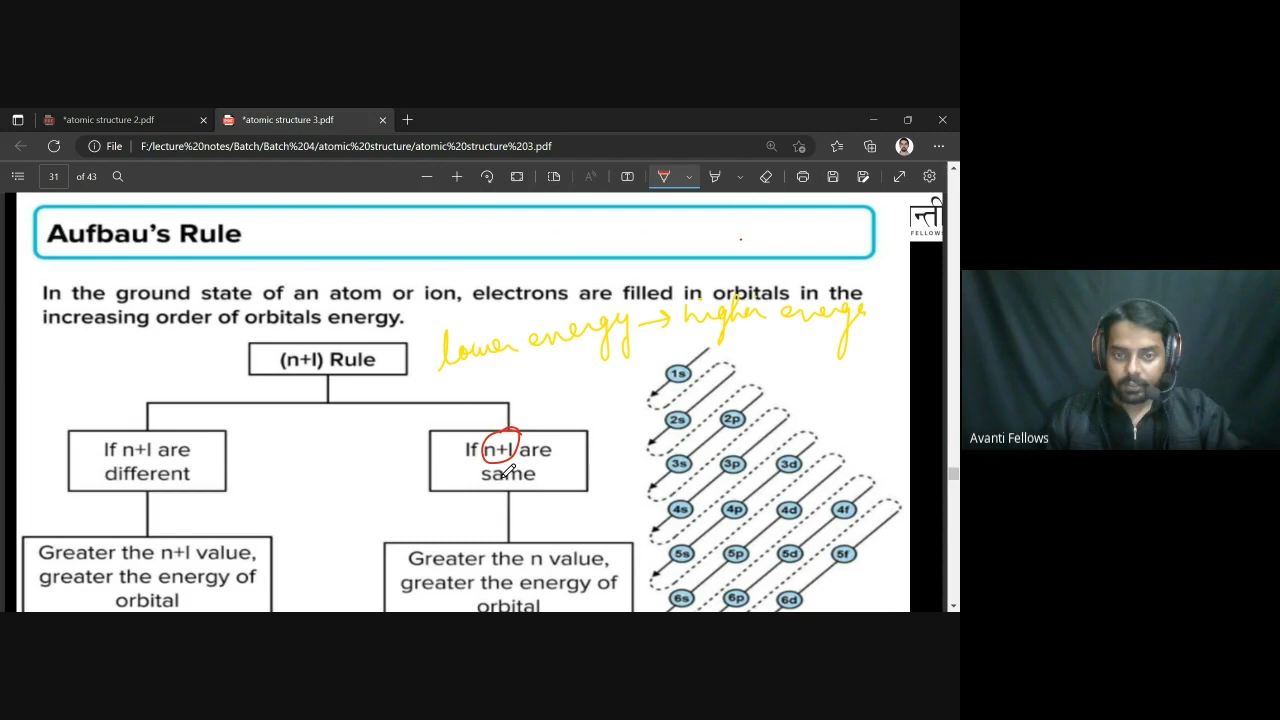 *atomic structure 2.pdf
*atomic structure 3.pdf
File
F:/lecture%20notes/Batch/Batch%204/atomic%20structure/atomic%20structure%203.pdf
31 of 43
Aufbau's Rule
न्ती
FELLOWS
In the ground state of an atom or ion, electrons are filled in orbitals in the
increasing order of orbitals energy.
lower energy → higher energy
(n+l) Rule
If n+l are
different
If n+l are
same
Greater the n+l value,
greater the energy of
orbital
Greater the n value,
greater the energy of
orbital
1s
2s 2p
3s 3p 3d
4s 4p 4d 4f
5s 5p 5d 5f
6s 6p 6d
Avanti Fellows